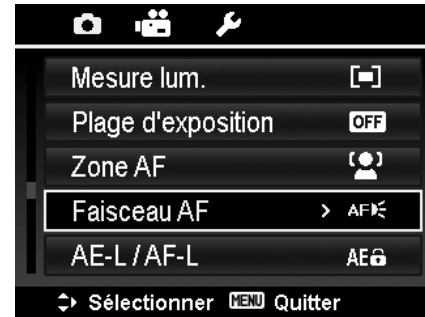 Mesure lum.
Plage d'exposition OFF
Zone AF
Faisceau AF > AF
AE-L / AF-L AE
Sélectionner MENU Quitter